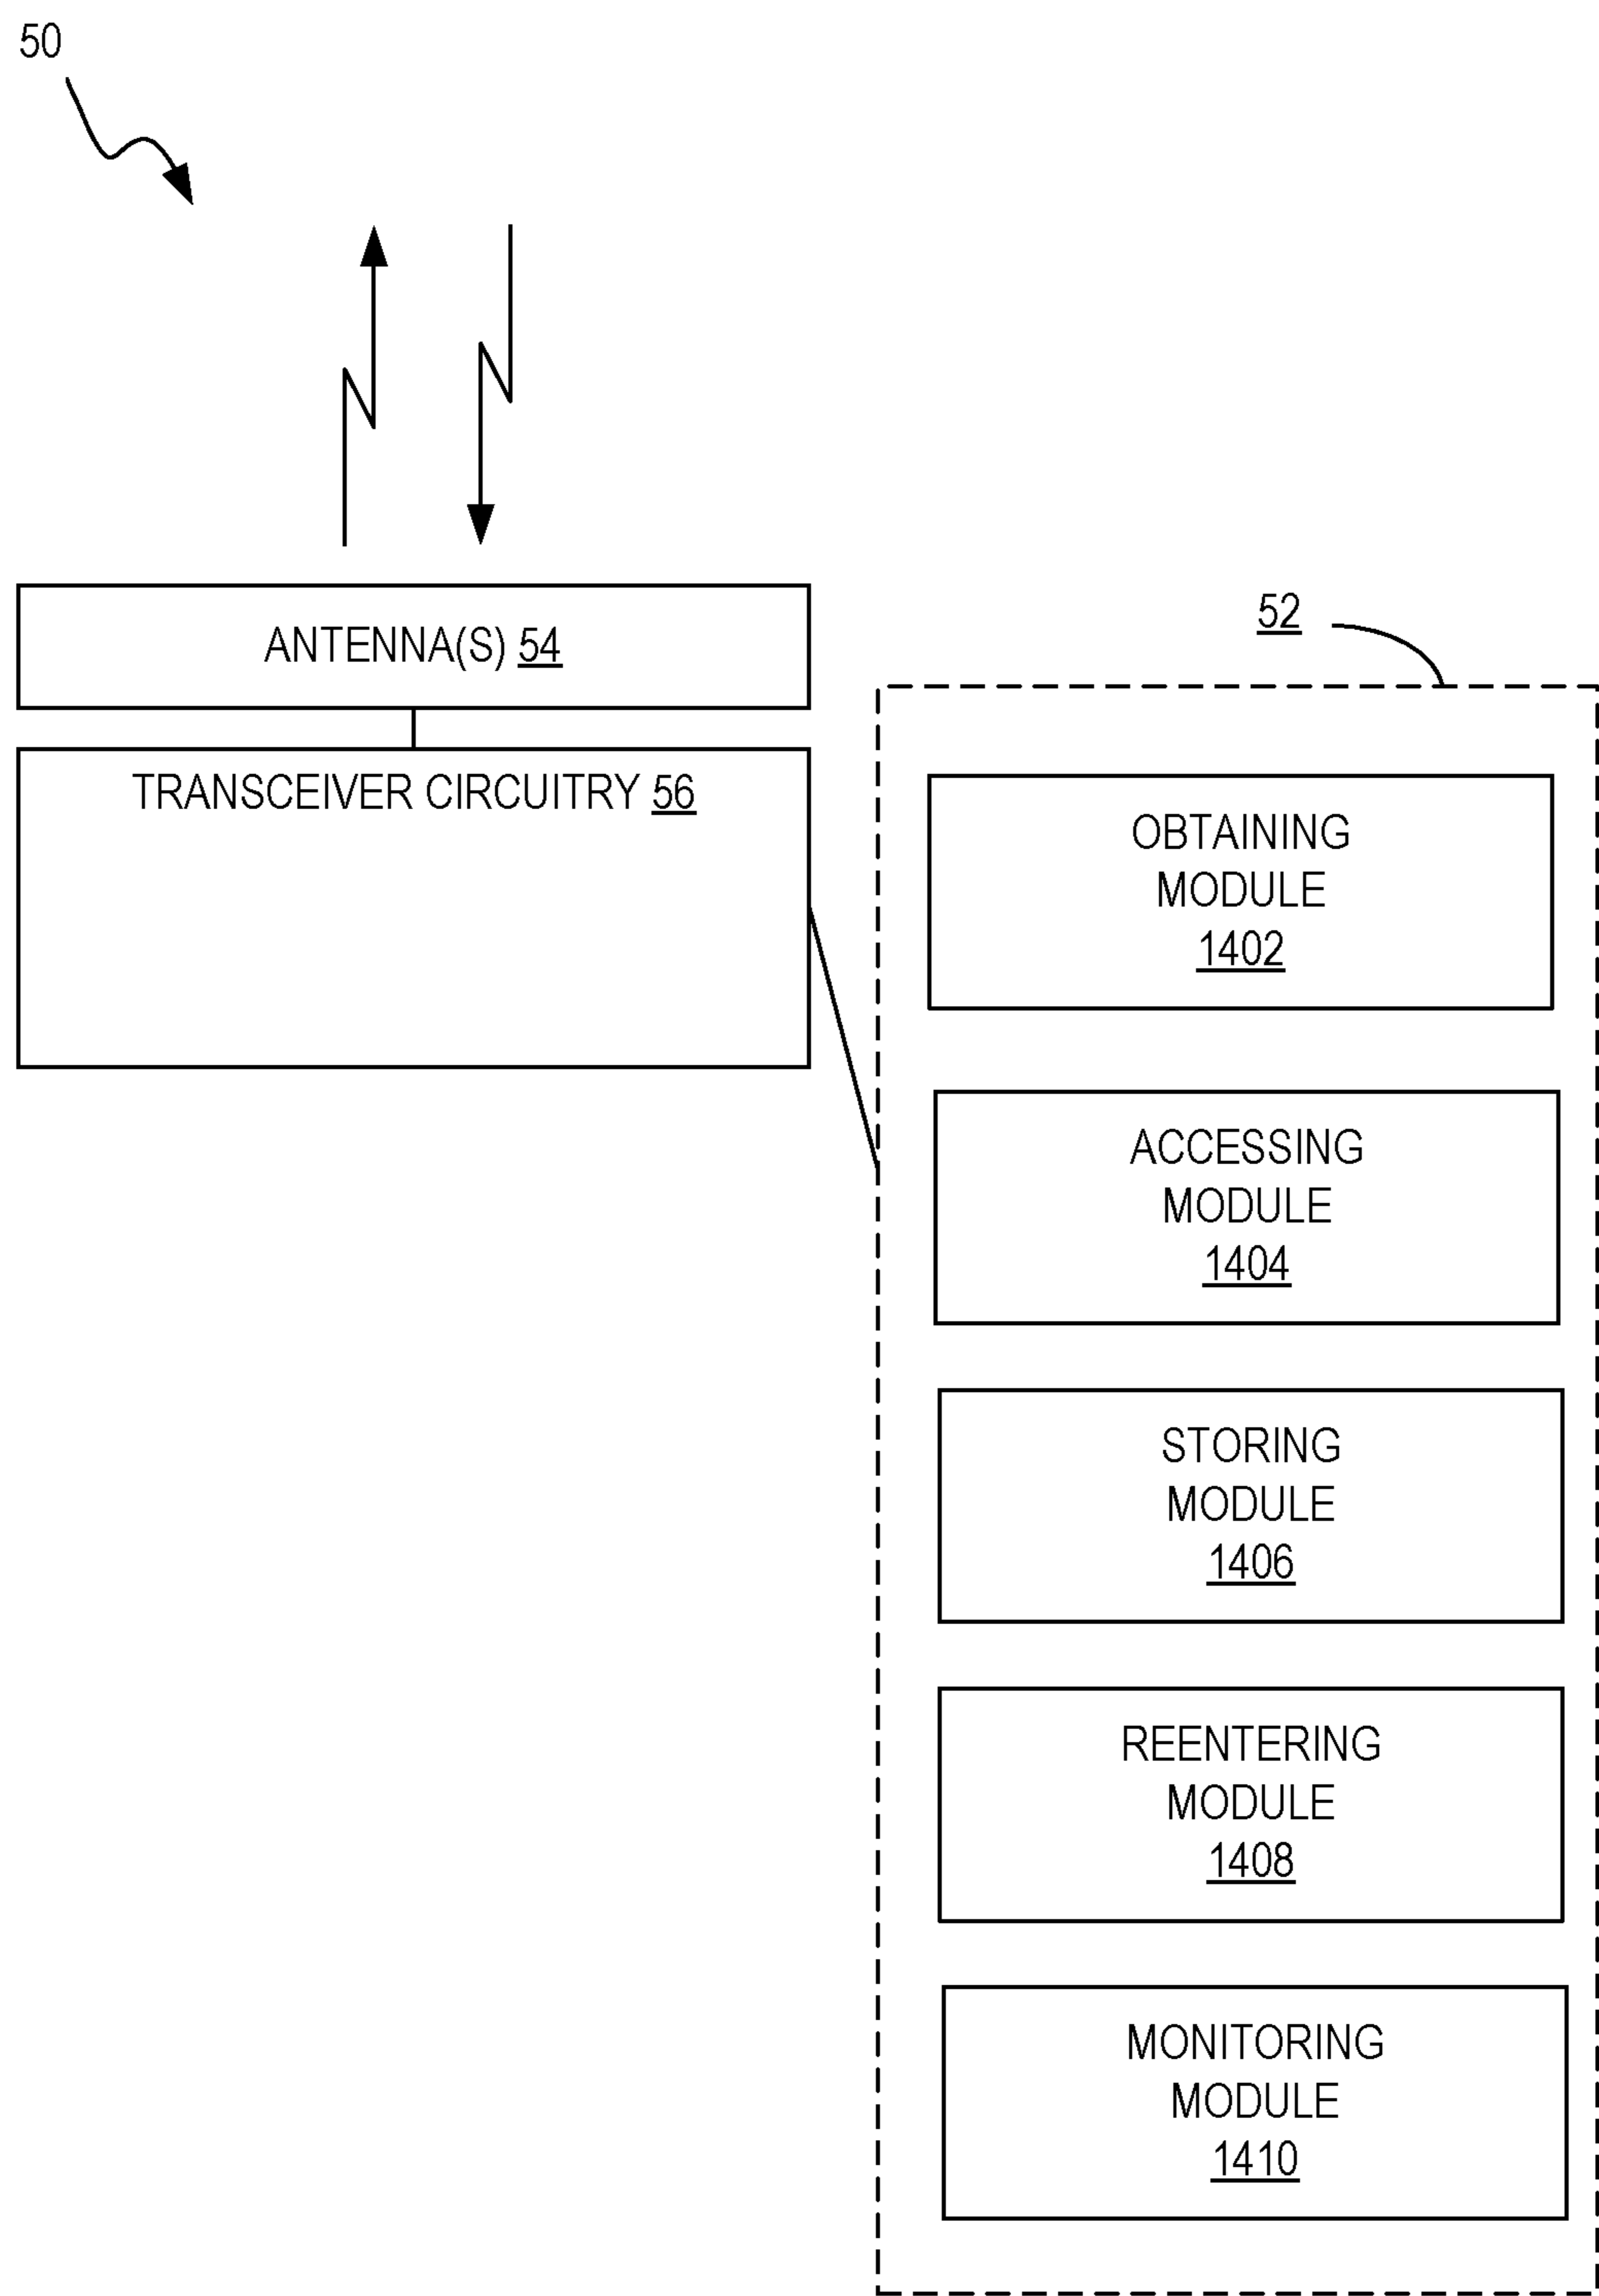 50
ANTENNA(S) 54
52
TRANSCEIVER CIRCUITRY 56
OBTAINING
MODULE
1402
ACCESSING
MODULE
1404
STORING
MODULE
1406
REENTERING
MODULE
1408
MONITORING
MODULE
1410